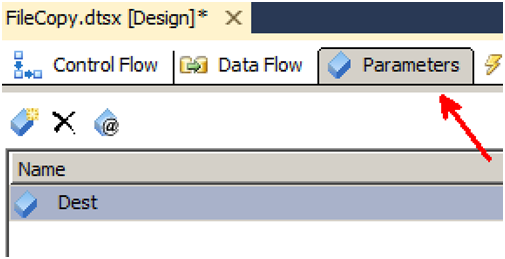 FileCopy.dtsx [Design]*
Control Flow Data Flow Parameters
@
Name
Dest